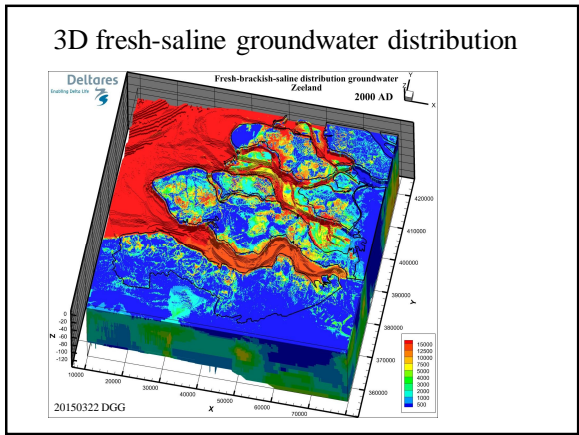 3D fresh-saline groundwater distribution
Deltares
Enabling Delta Life
Fresh-brackish-saline distribution groundwater
Zeeland
2000 AD
Y
Z
X
420000
410000
400000
390000
380000
370000
360000
Y
0
-20
-40
-60
-80
-100
-120
Z
10000
20000
30000
40000
50000
60000
70000
X
15000
12500
10000
7500
5000
4000
3000
2000
1000
500
20150322 DGG